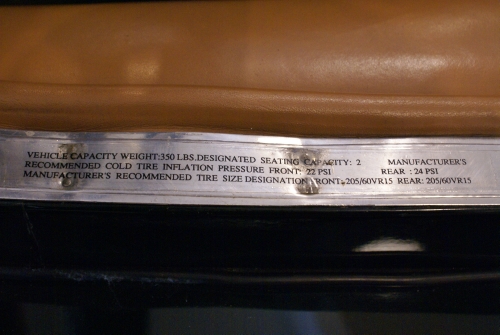 VEHICLE CAPACITY WEIGHT:350 LBS.DESIGNATED SEATING CAPACITY: 2 MANUFACTURER'S
RECOMMENDED COLD TIRE INFLATION PRESSURE FRONT: 22 PSI REAR : 24 PSI
MANUFACTURER'S RECOMMENDED TIRE SIZE DESIGNATION FRONT: 205/60VR15 REAR: 205/60VR15